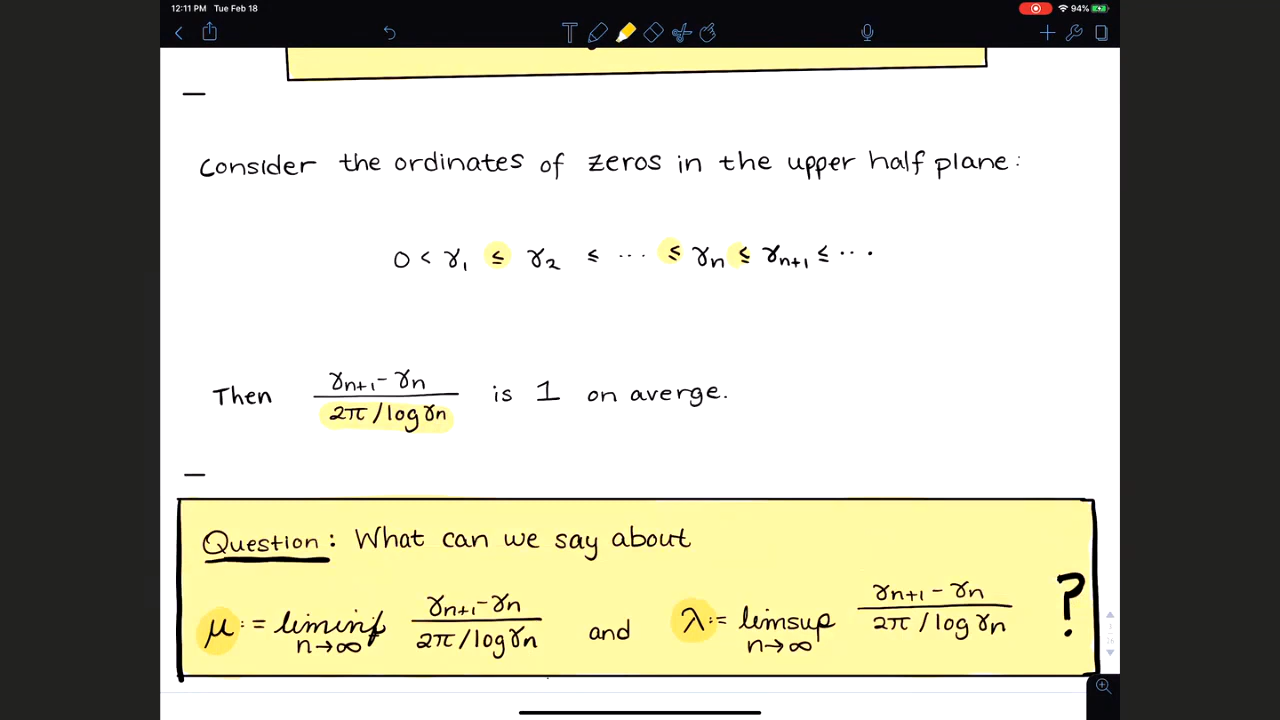 12:11 PM Tue Feb 18
94%
Consider the ordinates of zeros in the upper half plane:
0 < γ₁ ≤ γ₂ ≤ ... ≤ γn ≤ γn+1 ≤ ...
Then (γn+1 - γn) / (2π / log γn) is 1 on averge.
Question: What can we say about
μ := liminf n→∞ (γn+1 - γn) / (2π / log γn) and λ := limsup n→∞ (γn+1 - γn) / (2π / log γn) ?